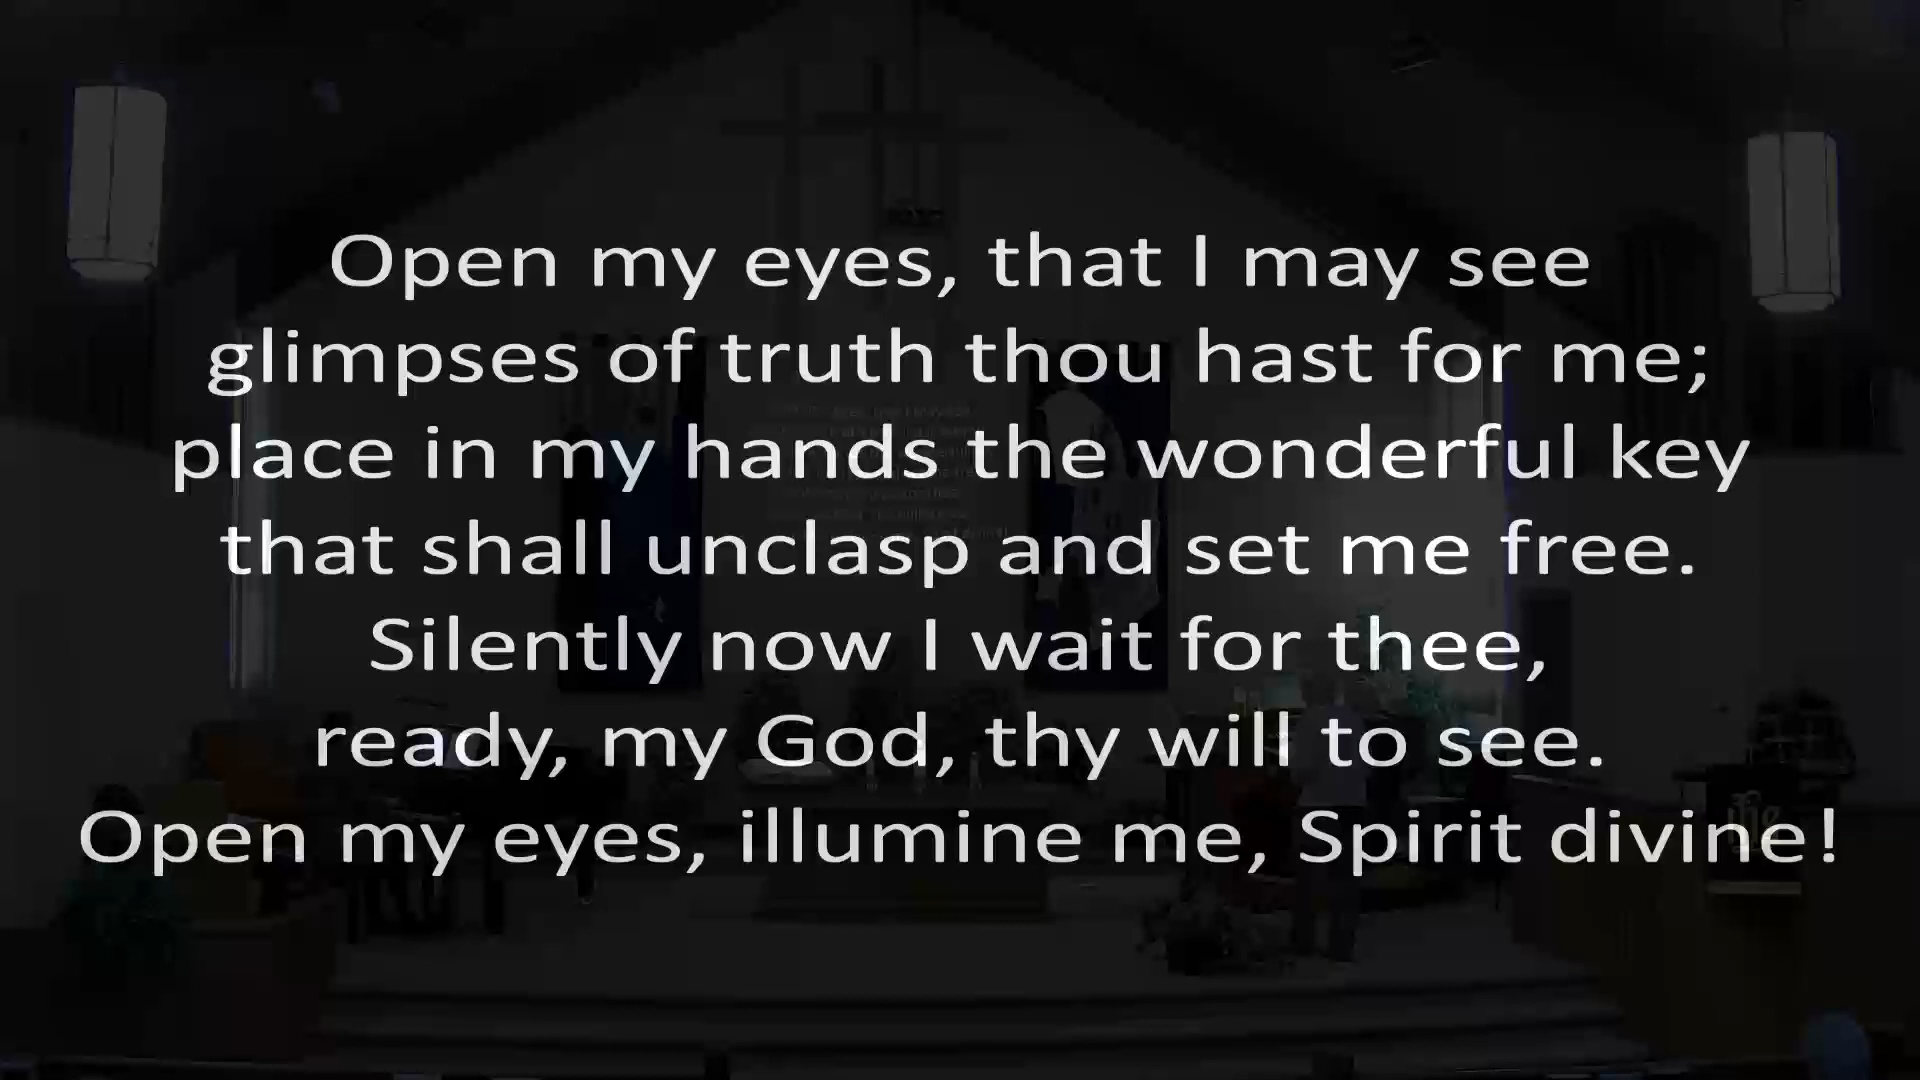 Open my eyes, that I may see
glimpses of truth thou hast for me;
place in my hands the wonderful key
that shall unclasp and set me free.
Silently now I wait for thee,
ready, my God, thy will to see.
Open my eyes, illumine me, Spirit divine!